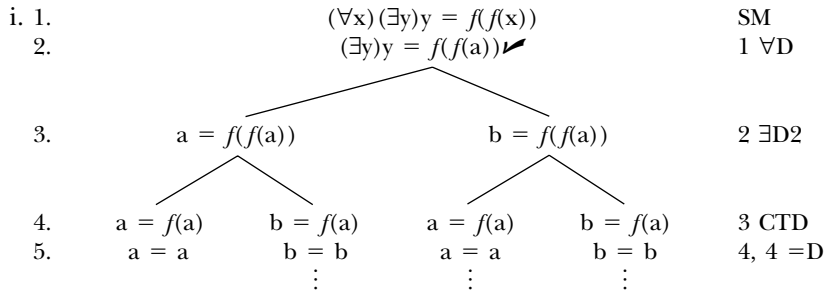 i. 1. (∀x)(∃y)y = f(f(x)) SM
2. (∃y)y = f(f(a))✔ 1 ∀D
3. a = f(f(a)) b = f(f(a)) 2 ∃D2
4. a = f(a) b = f(a) a = f(a) b = f(a) 3 CTD
5. a = a b = b a = a b = b 4, 4 =D
⋮ ⋮ ⋮